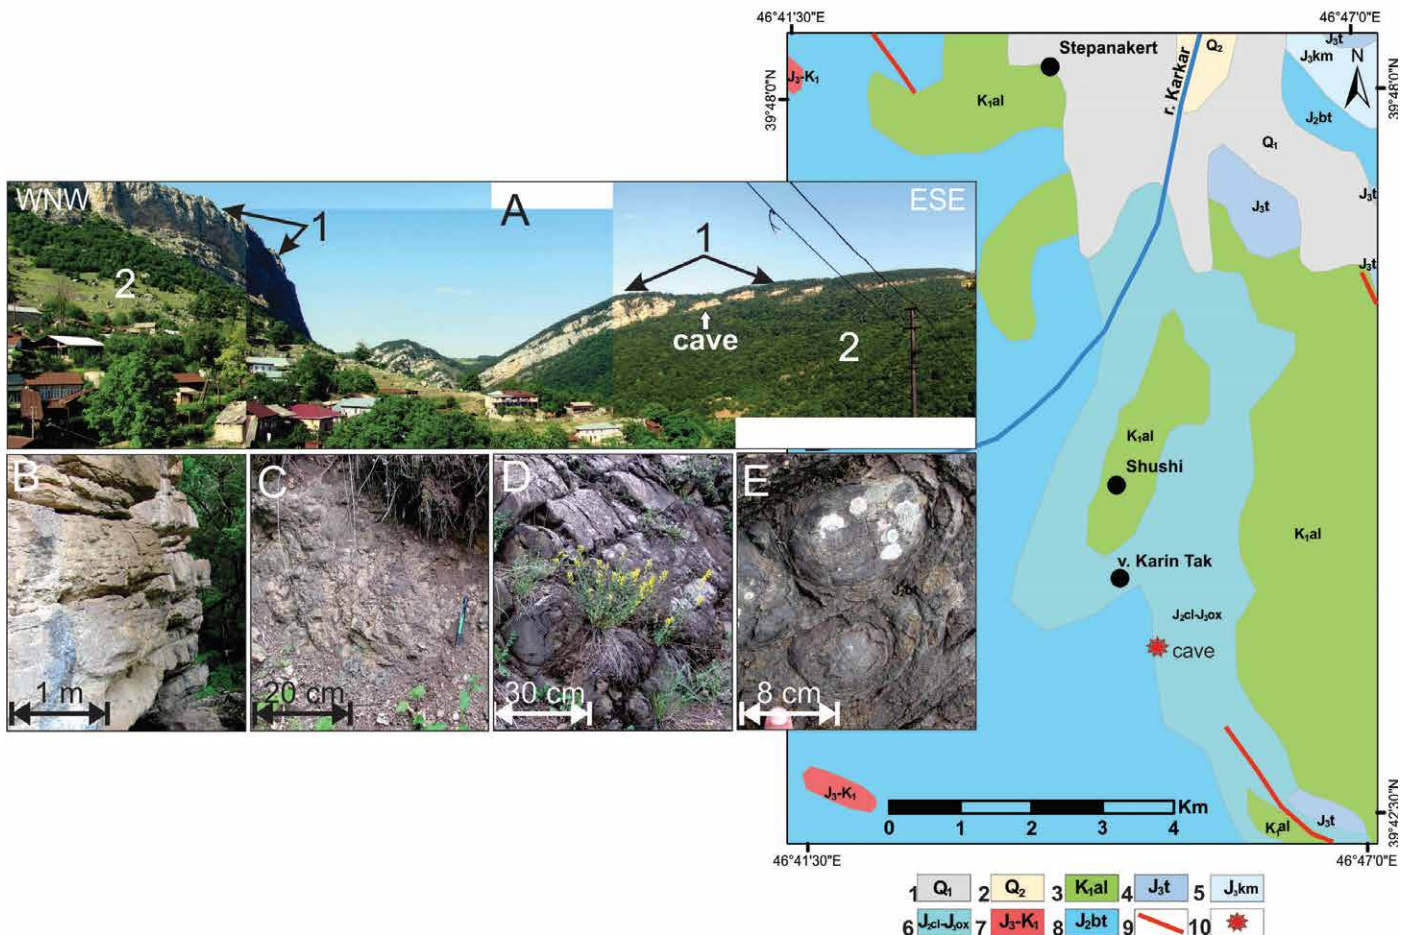 46°41'30"E
46°47'0"E
39°48'0"N
39°48'0"N
Stepanakert
r. Karkar
Q₂
J₃t
J₃km
N
J₃-K₁
K₁al
J₂bt
Q₁
J₃t
J₃t
J₃t
WNW
A
ESE
1
1
2
cave
2
K₁al
Shushi
K₁al
v. Karin Tak
J₂cl-J₃ox
cave
B
C
D
E
J₂bt
1 m
20 cm
30 cm
8 cm
J₃-K₁
Km
0 1 2 3 4
K₁al
J₃t
39°42'30"N
46°41'30"E
46°47'0"E
1 Q₁ 2 Q₂ 3 K₁al 4 J₃t 5 J₃km
6 J₂cl-J₃ox 7 J₃-K₁ 8 J₂bt 9 10